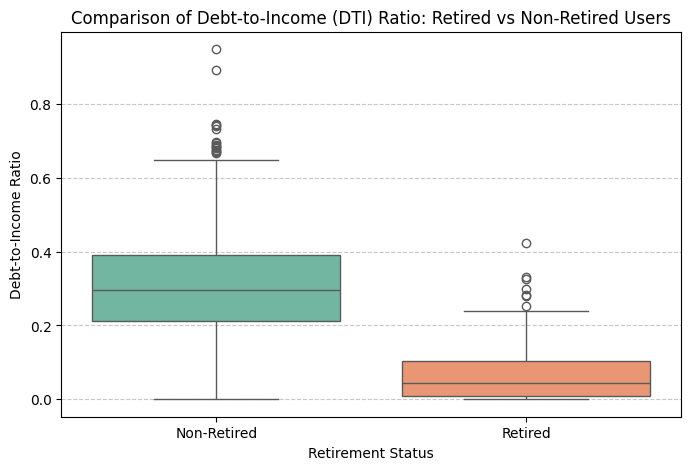 Comparison of Debt-to-Income (DTI) Ratio: Retired vs Non-Retired Users
Debt-to-Income Ratio
0.8
0.6
0.4
0.2
0.0
Non-Retired
Retired
Retirement Status